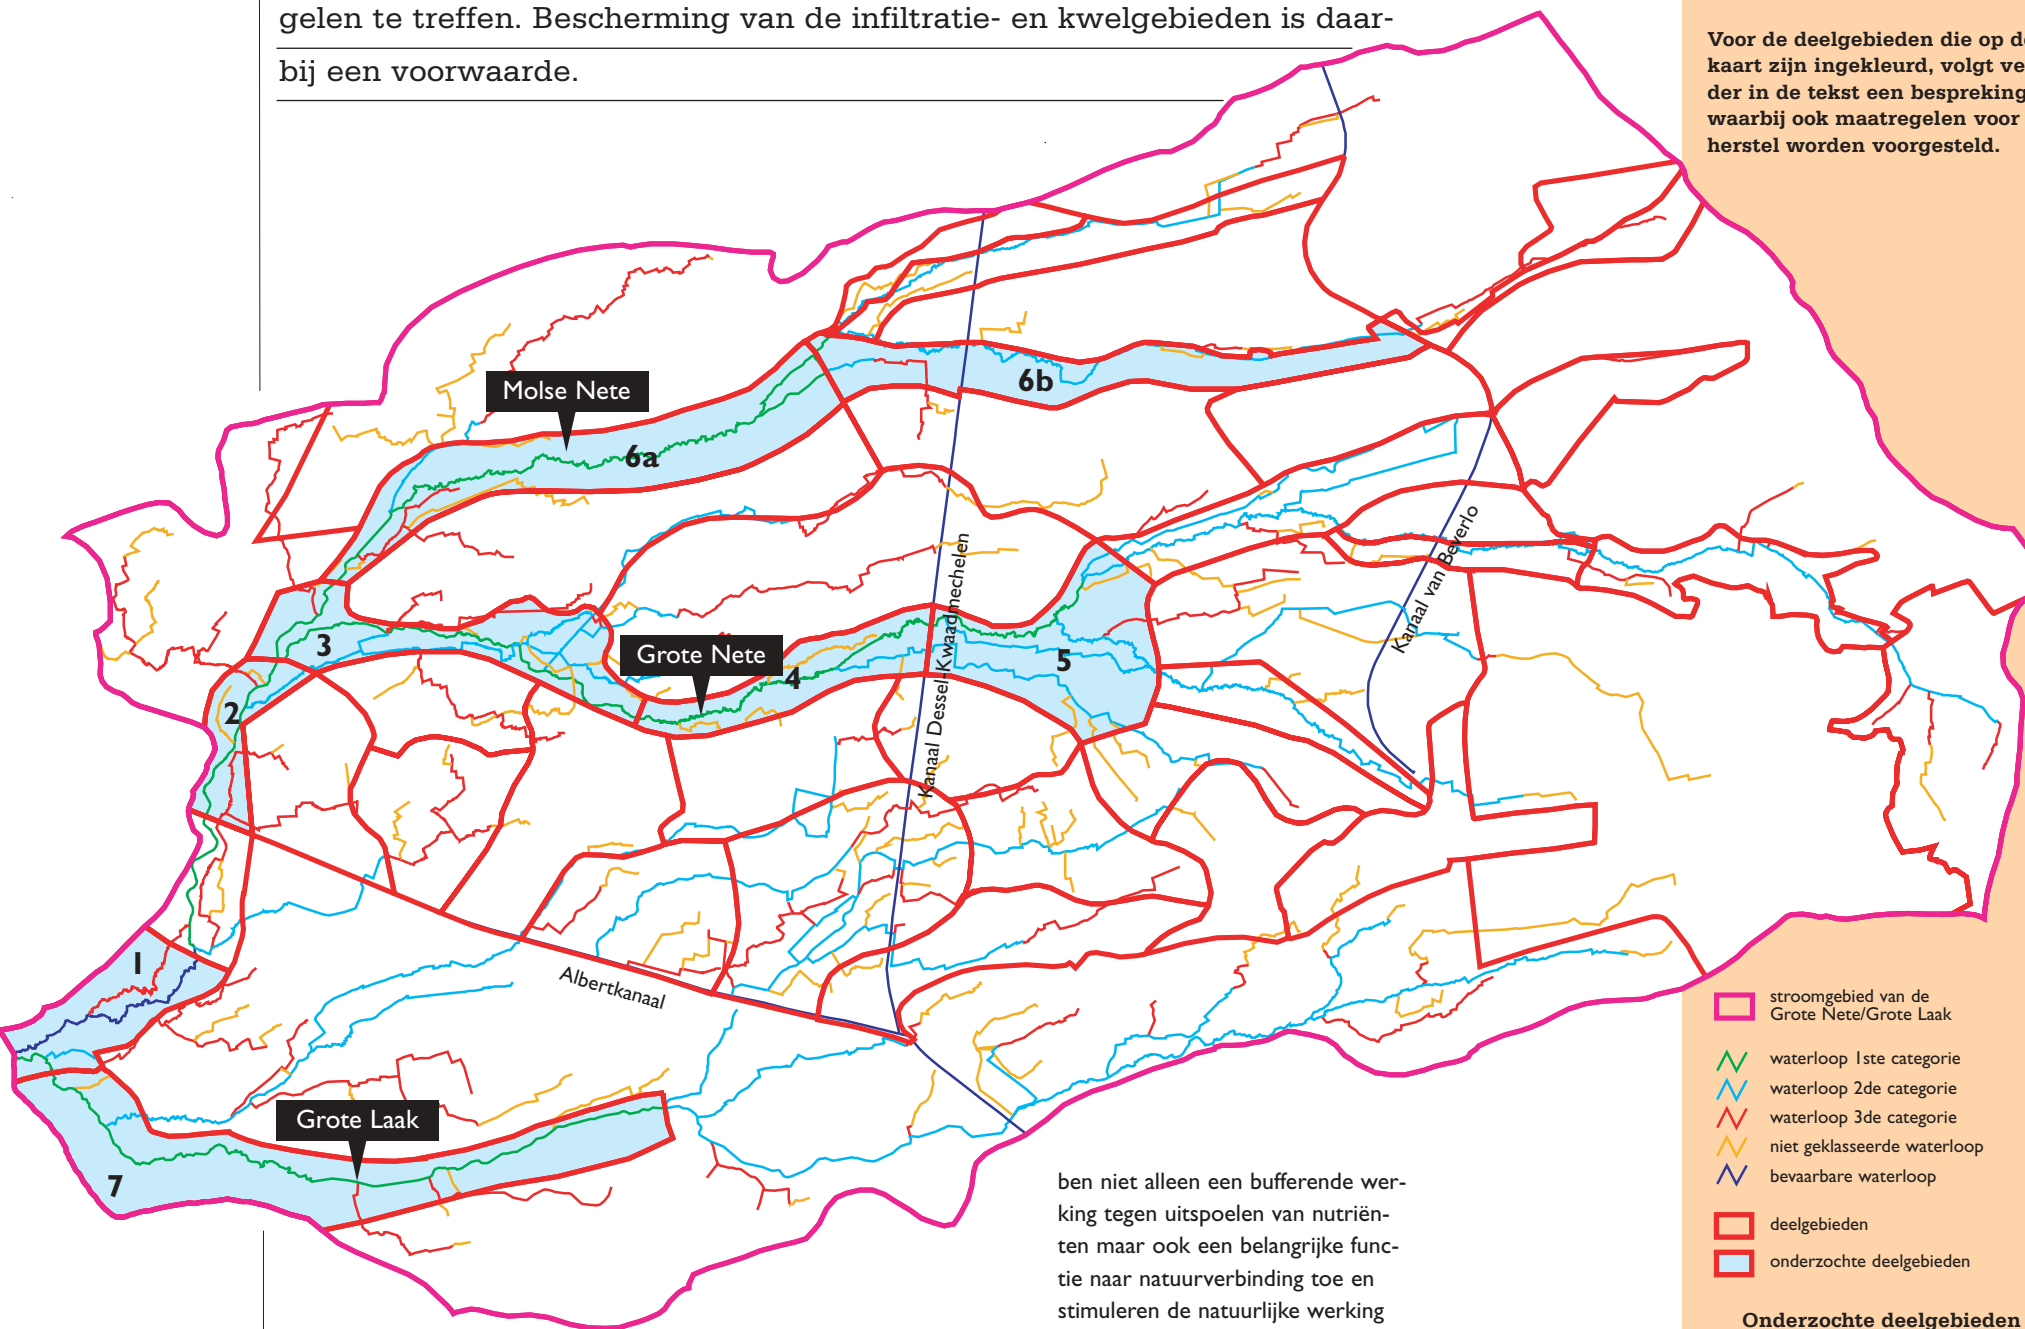 gelen te treffen. Bescherming van de infiltratie- en kwelgebieden is daar-
bij een voorwaarde.
Voor de deelgebieden die op
kaart zijn ingekleurd, volgt
der in de tekst een bespreking
waarbij ook maatregelen voor
herstel worden voorgesteld.
Molse Nete
6a
6b
Grote Nete
3
4
5
2
1
7
Kanaal Dessel-Kwaadmechelen
Kanaal van Beverlo
Albertkanaal
Grote Laak
stroomgebied van de
Grote Nete/Grote Laak
waterloop 1ste categorie
waterloop 2de categorie
waterloop 3de categorie
niet geklasseerde waterloop
bevaarbare waterloop
deelgebieden
onderzochte deelgebieden
Onderzochte deelgebieden
ben niet alleen een bufferende wer-
king tegen uitspoelen van nutriën-
ten maar ook een belangrijke func-
tie naar natuurverbinding toe en
stimuleren de natuurlijke werking